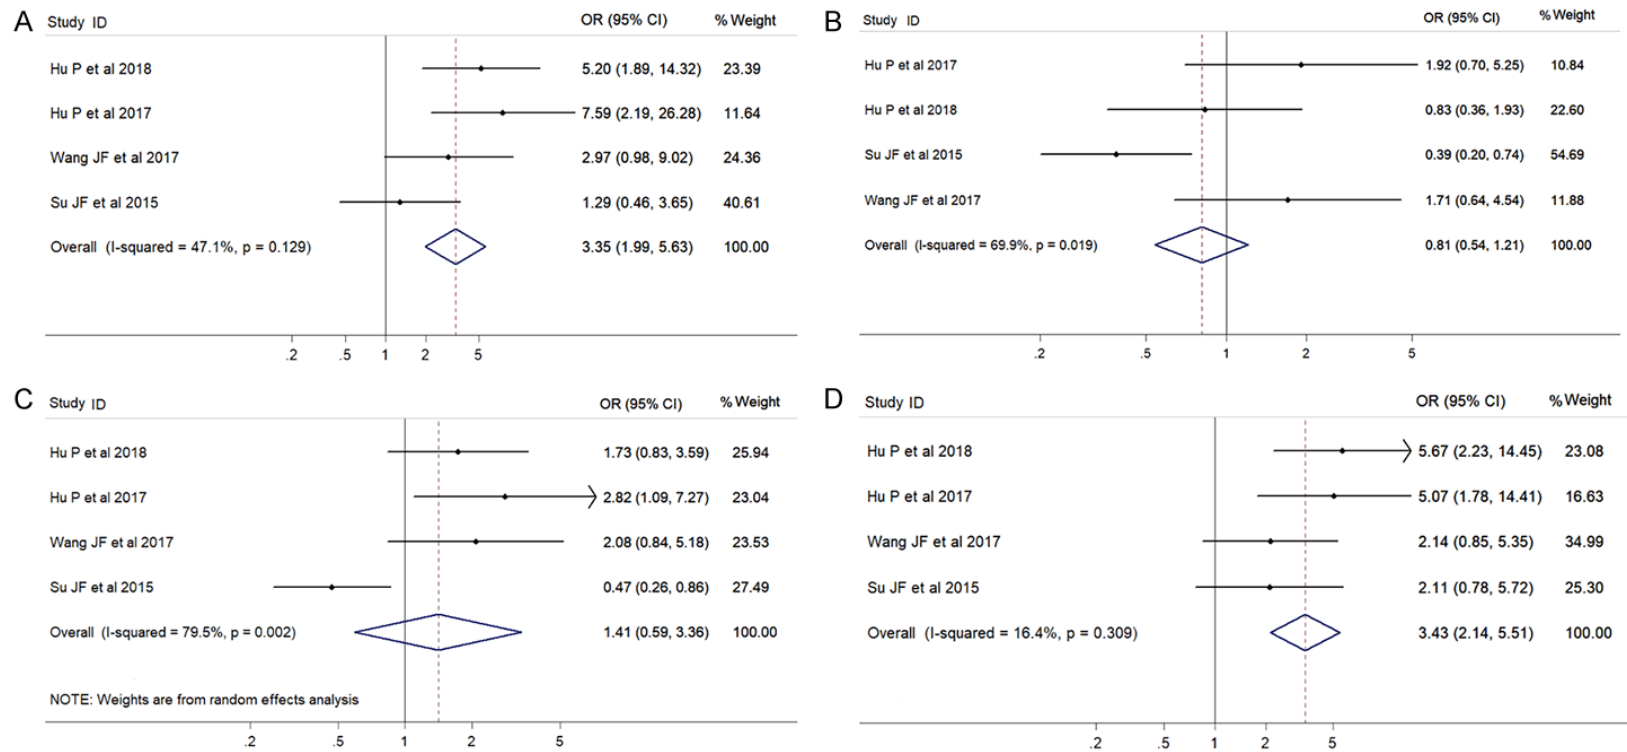 A Study ID OR (95% CI) % Weight
Hu P et al 2018 5.20 (1.89, 14.32) 23.39
Hu P et al 2017 7.59 (2.19, 26.28) 11.64
Wang JF et al 2017 2.97 (0.98, 9.02) 24.36
Su JF et al 2015 1.29 (0.46, 3.65) 40.61
Overall (I-squared = 47.1%, p = 0.129) 3.35 (1.99, 5.63) 100.00
.2 .5 1 2 5
B Study ID OR (95% CI) % Weight
Hu P et al 2017 1.92 (0.70, 5.25) 10.84
Hu P et al 2018 0.83 (0.36, 1.93) 22.60
Su JF et al 2015 0.39 (0.20, 0.74) 54.69
Wang JF et al 2017 1.71 (0.64, 4.54) 11.88
Overall (I-squared = 69.9%, p = 0.019) 0.81 (0.54, 1.21) 100.00
.2 .5 1 2 5
C Study ID OR (95% CI) % Weight
Hu P et al 2018 1.73 (0.83, 3.59) 25.94
Hu P et al 2017 2.82 (1.09, 7.27) 23.04
Wang JF et al 2017 2.08 (0.84, 5.18) 23.53
Su JF et al 2015 0.47 (0.26, 0.86) 27.49
Overall (I-squared = 79.5%, p = 0.002) 1.41 (0.59, 3.36) 100.00
NOTE: Weights are from random effects analysis
.2 .5 1 2 5
D Study ID OR (95% CI) % Weight
Hu P et al 2018 5.67 (2.23, 14.45) 23.08
Hu P et al 2017 5.07 (1.78, 14.41) 16.63
Wang JF et al 2017 2.14 (0.85, 5.35) 34.99
Su JF et al 2015 2.11 (0.78, 5.72) 25.30
Overall (I-squared = 16.4%, p = 0.309) 3.43 (2.14, 5.51) 100.00
.2 .5 1 2 5